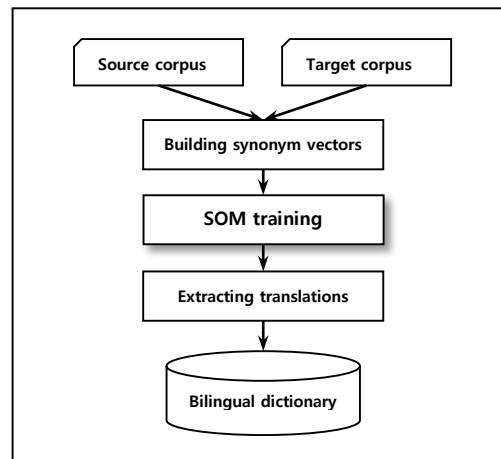 Source corpus
Target corpus
Building synonym vectors
SOM training
Extracting translations
Bilingual dictionary